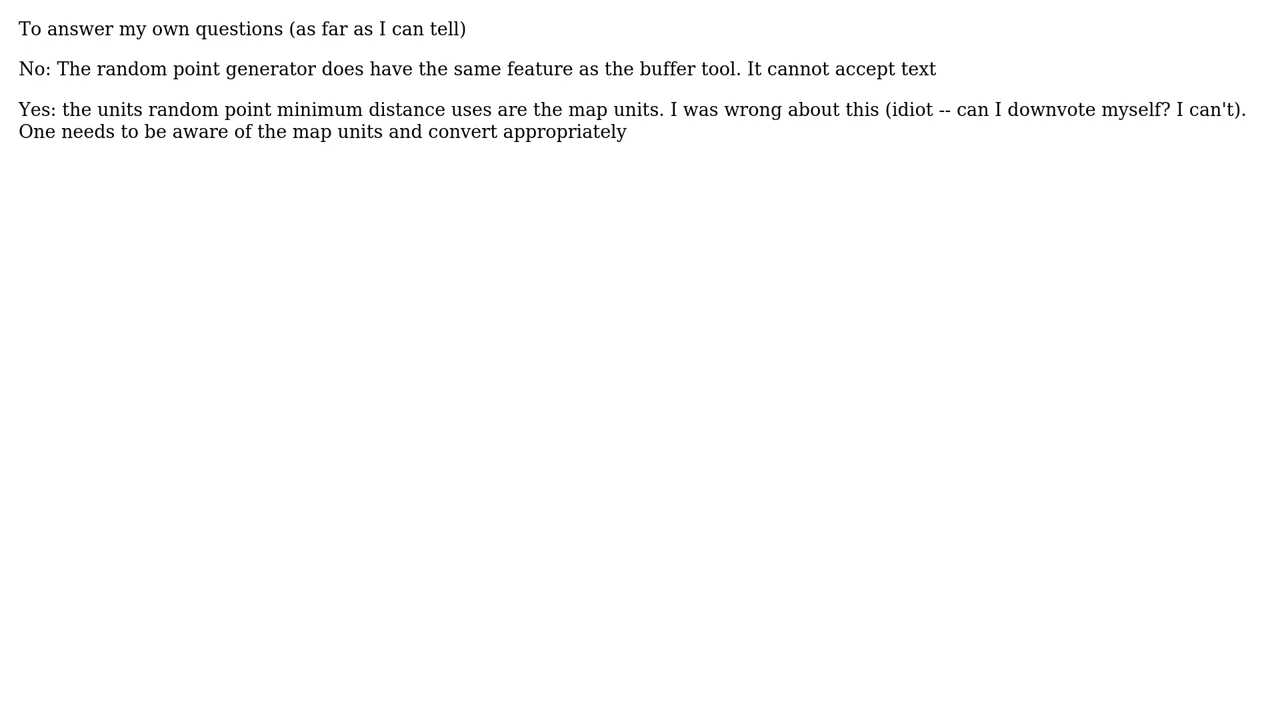 To answer my own questions (as far as I can tell)
No: The random point generator does have the same feature as the buffer tool. It cannot accept text
Yes: the units random point minimum distance uses are the map units. I was wrong about this (idiot -- can I downvote myself? I can't).
One needs to be aware of the map units and convert appropriately